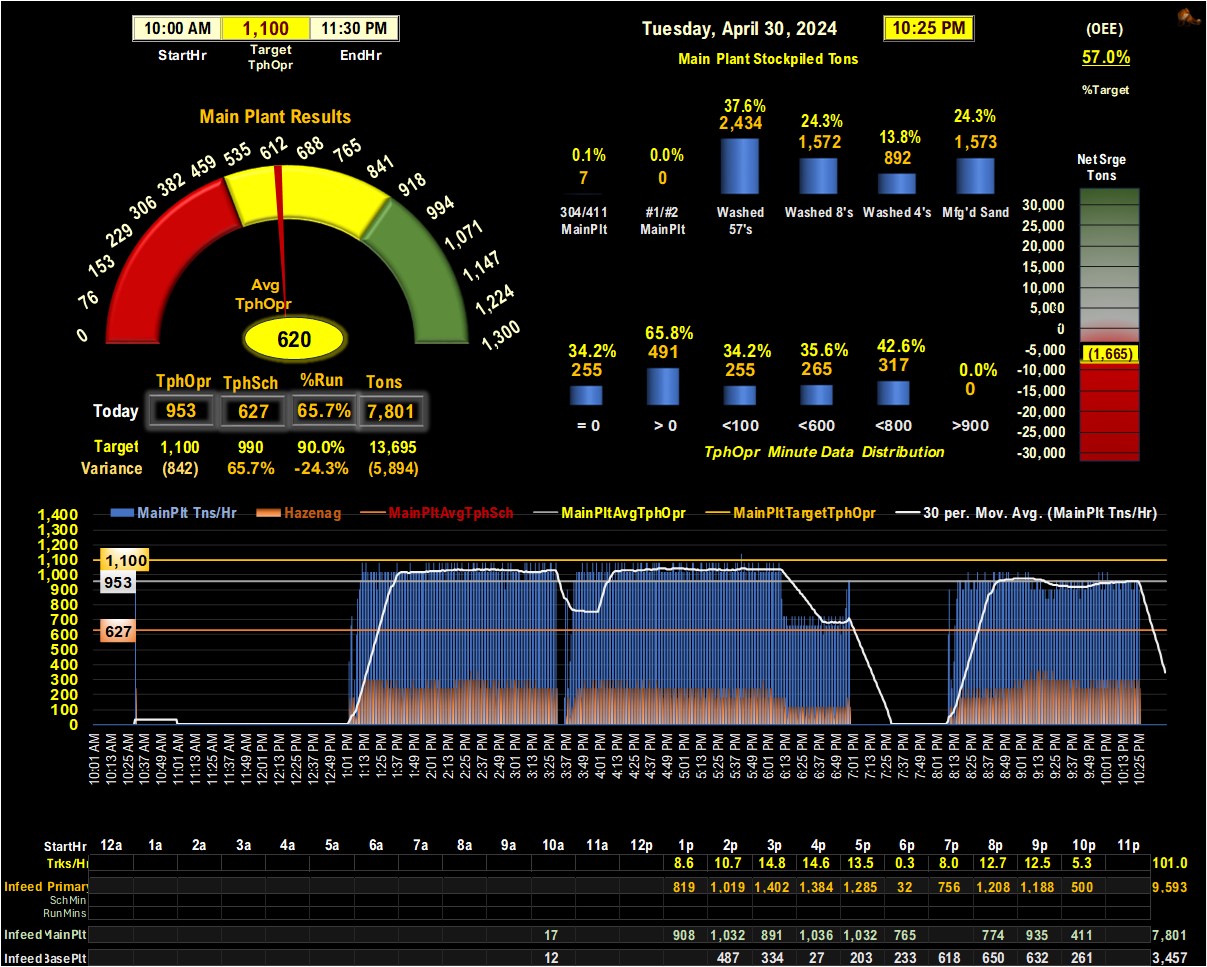 10:00 AM 1,100 11:30 PM
StartHr Target TphOpr EndHr
Tuesday, April 30, 2024 10:25 PM
Main Plant Stockpiled Tons
(OEE)
57.0%
%Target
Main Plant Results
0 76 153 229 306 382 459 535 612 688 765 841 918 994 1,071 1,147 1,224 1,300
Avg
TphOpr
620
37.6% 24.3% 13.8% 24.3%
2,434 1,572 892 1,573
0.1% 0.0%
7 0
304/411 MainPlt #1/#2 MainPlt Washed 57's Washed 8's Washed 4's Mfg'd Sand
Net Srge
Tons
30,000
25,000
20,000
15,000
10,000
5,000
0
-5,000
(1,665)
-10,000
-15,000
-20,000
-25,000
-30,000
34.2% 65.8% 34.2% 35.6% 42.6% 0.0%
255 491 255 265 317 0
= 0 > 0 <100 <600 <800 >900
TphOpr Minute Data Distribution
TphOpr TphSch %Run Tons
Today 953 627 65.7% 7,801
Target 1,100 990 90.0% 13,695
Variance (842) 65.7% -24.3% (5,894)
MainPlt Tns/Hr Hazenag MainPltAvgTphSch MainPltAvgTphOpr MainPltTargetTphOpr 30 per. Mov. Avg. (MainPlt Tns/Hr)
1,400
1,300
1,200
1,100
1,000
900
800
700
600
500
400
300
200
100
0
1,100
953
627
10:01 AM 10:13 AM 10:25 AM 10:37 AM 10:49 AM 11:01 AM 11:13 AM 11:25 AM 11:37 AM 11:49 AM 12:01 PM 12:13 PM 12:25 PM 12:37 PM 12:49 PM 1:01 PM 1:13 PM 1:25 PM 1:37 PM 1:49 PM 2:01 PM 2:13 PM 2:25 PM 2:37 PM 2:49 PM 3:01 PM 3:13 PM 3:25 PM 3:37 PM 3:49 PM 4:01 PM 4:13 PM 4:25 PM 4:37 PM 4:49 PM 5:01 PM 5:13 PM 5:25 PM 5:37 PM 5:49 PM 6:01 PM 6:13 PM 6:25 PM 6:37 PM 6:49 PM 7:01 PM 7:13 PM 7:25 PM 7:37 PM 7:49 PM 8:01 PM 8:13 PM 8:25 PM 8:37 PM 8:49 PM 9:01 PM 9:13 PM 9:25 PM 9:37 PM 9:49 PM 10:01 PM 10:13 PM 10:25 PM
StartHr 12a 1a 2a 3a 4a 5a 6a 7a 8a 9a 10a 11a 12p 1p 2p 3p 4p 5p 6p 7p 8p 9p 10p 11p
Trks/Hr 8.6 10.7 14.8 14.6 13.5 0.3 8.0 12.7 12.5 5.3 101.0
Infeed Primary 819 1,019 1,402 1,384 1,285 32 756 1,208 1,188 500 9,593
SchMin
RunMins
Infeed MainPlt 17 908 1,032 891 1,036 1,032 765 774 935 411 7,801
Infeed BasePlt 12 487 334 27 203 233 618 650 632 261 3,457